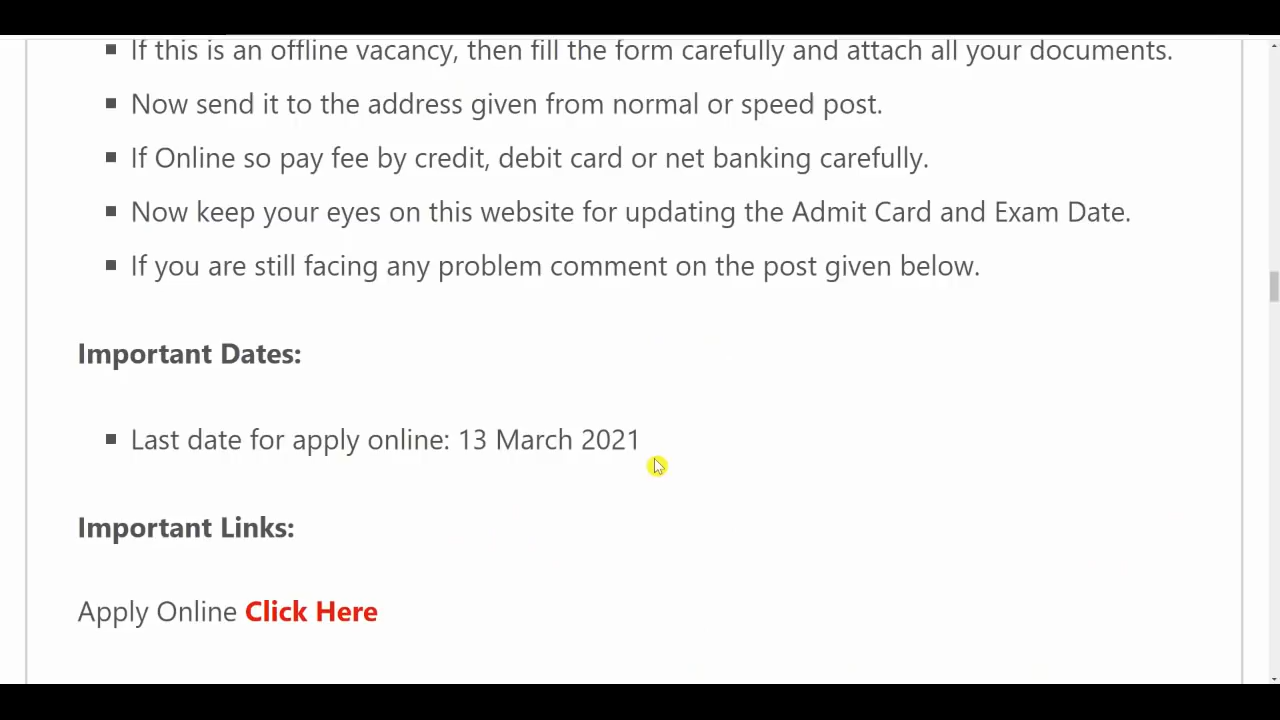 ▪ If this is an offline vacancy, then fill the form carefully and attach all your documents.
▪ Now send it to the address given from normal or speed post.
▪ If Online so pay fee by credit, debit card or net banking carefully.
▪ Now keep your eyes on this website for updating the Admit Card and Exam Date.
▪ If you are still facing any problem comment on the post given below.
Important Dates:
▪ Last date for apply online: 13 March 2021
Important Links:
Apply Online Click Here